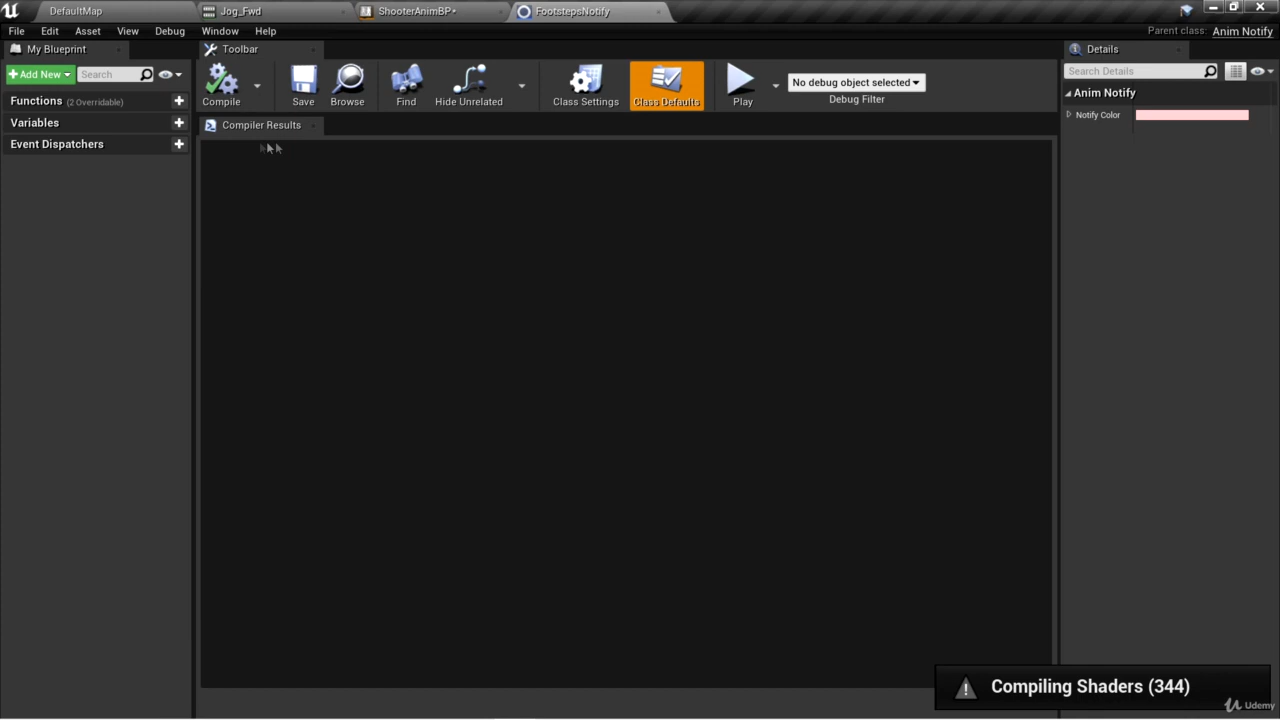 DefaultMap
Jog_Fwd
ShooterAnimBP•
FootstepsNotify
File Edit Asset View Debug Window Help
Parent class: Anim Notify
My Blueprint
Toolbar
Details
Add New
Search
Compile
Save
Browse
Find
Hide Unrelated
Class Settings
Class Defaults
Play
No debug object selected
Debug Filter
Search Details
Functions (2 Overridable)
Variables
Event Dispatchers
Compiler Results
Anim Notify
Notify Color
Compiling Shaders (344)
Udemy